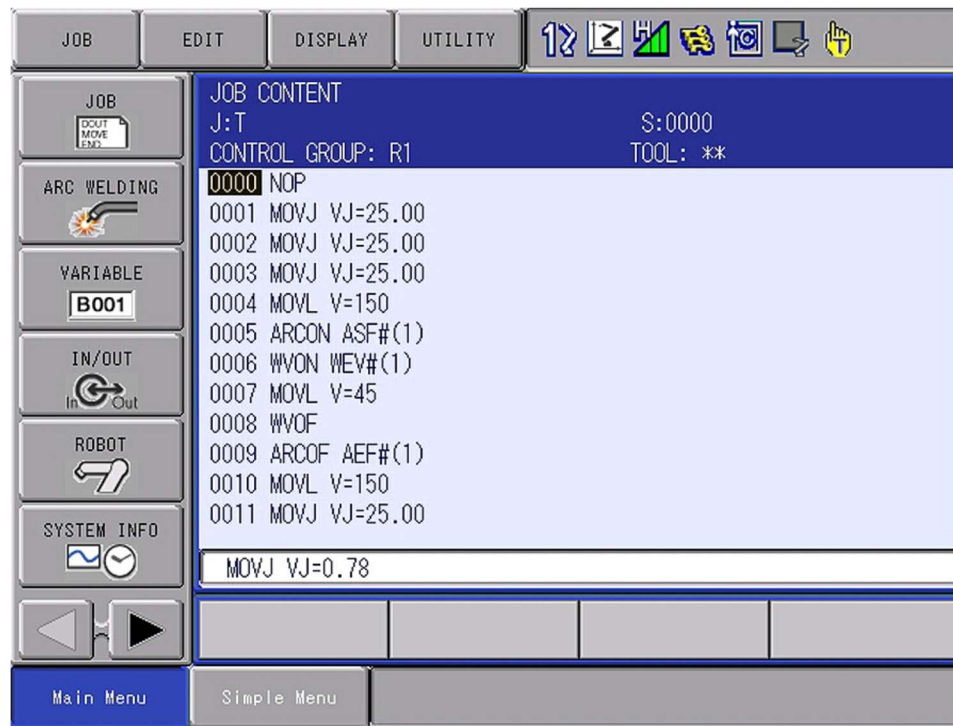 JOB EDIT DISPLAY UTILITY
JOB
DOUT
MOVE
END
ARC WELDING
VARIABLE
B001
IN/OUT
In Out
ROBOT
SYSTEM INFO
JOB CONTENT
J:T S:0000
CONTROL GROUP: R1 TOOL: **
0000 NOP
0001 MOVJ VJ=25.00
0002 MOVJ VJ=25.00
0003 MOVJ VJ=25.00
0004 MOVL V=150
0005 ARCON ASF#(1)
0006 WVON WEV#(1)
0007 MOVL V=45
0008 WVOF
0009 ARCOF AEF#(1)
0010 MOVL V=150
0011 MOVJ VJ=25.00
MOVJ VJ=0.78
Main Menu Simple Menu